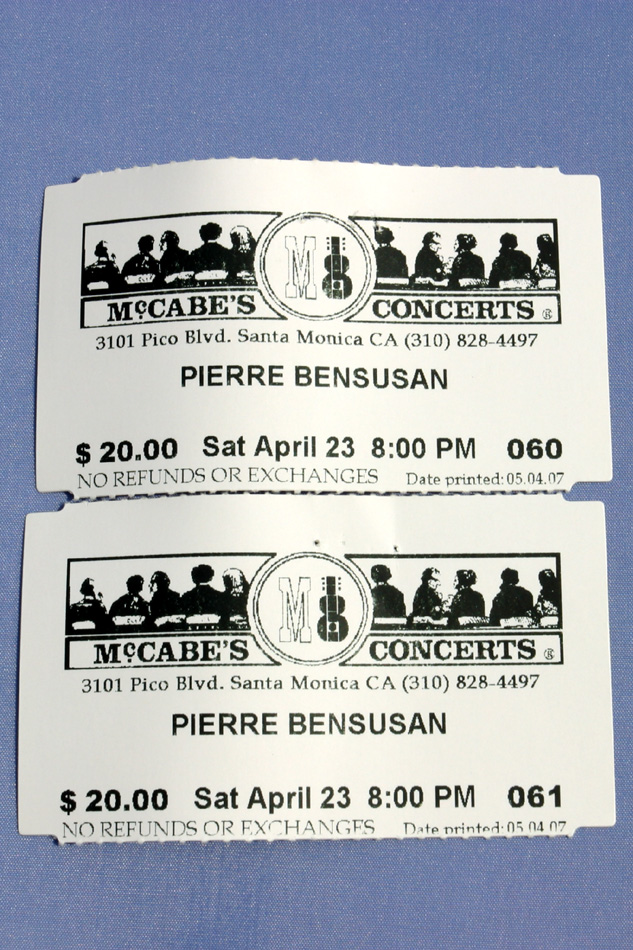 M
McCABE'S CONCERTS ®
3101 Pico Blvd. Santa Monica CA (310) 828-4497
PIERRE BENSUSAN
$ 20.00 Sat April 23 8:00 PM 060
NO REFUNDS OR EXCHANGES Date printed: 05.04.07
M
McCABE'S CONCERTS ®
3101 Pico Blvd. Santa Monica CA (310) 828-4497
PIERRE BENSUSAN
$ 20.00 Sat April 23 8:00 PM 061
NO REFUNDS OR EXCHANGES Date printed: 05.04.07